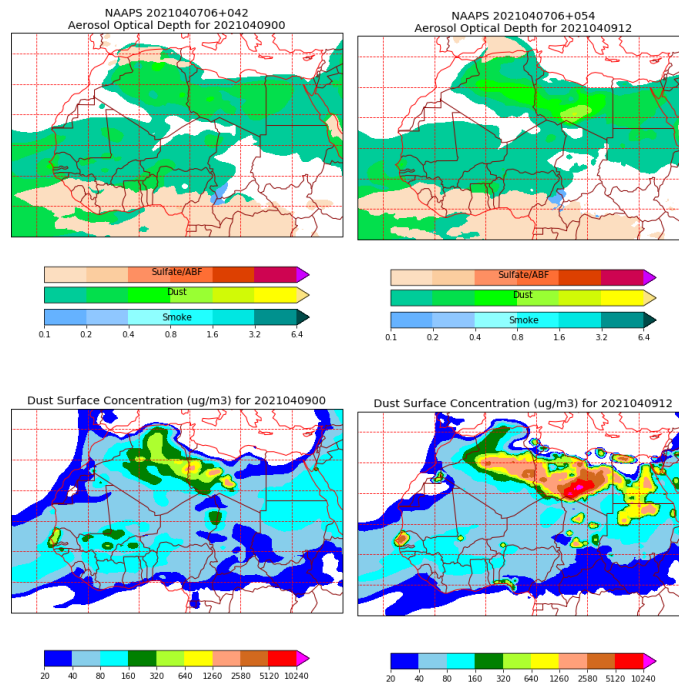 NAAPS 2021040706+042
Aerosol Optical Depth for 2021040900
NAAPS 2021040706+054
Aerosol Optical Depth for 2021040912
Sulfate/ABF
Dust
Smoke
0.1 0.2 0.4 0.8 1.6 3.2 6.4
Sulfate/ABF
Dust
Smoke
0.1 0.2 0.4 0.8 1.6 3.2 6.4
Dust Surface Concentration (ug/m3) for 2021040900
Dust Surface Concentration (ug/m3) for 2021040912
20 40 80 160 320 640 1260 2560 5120 10240
20 40 80 160 320 640 1260 2560 5120 10240